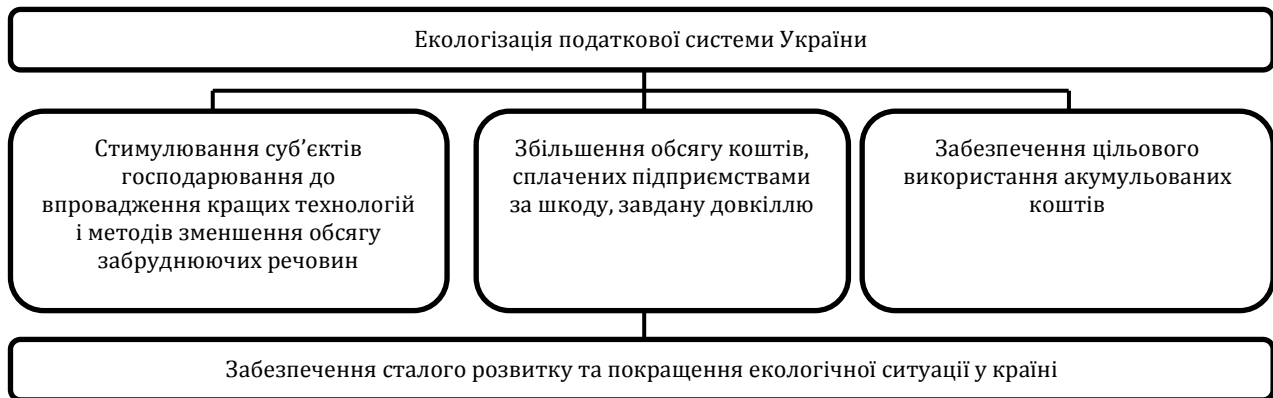 Екологізація податкової системи України
Стимулювання суб’єктів
господарювання до
впровадження кращих технологій
і методів зменшення обсягу
забруднюючих речовин
Збільшення обсягу коштів,
сплачених підприємствами
за шкоду, завдану довкіллю
Забезпечення цільового
використання акумульованих
коштів
Забезпечення сталого розвитку та покращення екологічної ситуації у країні